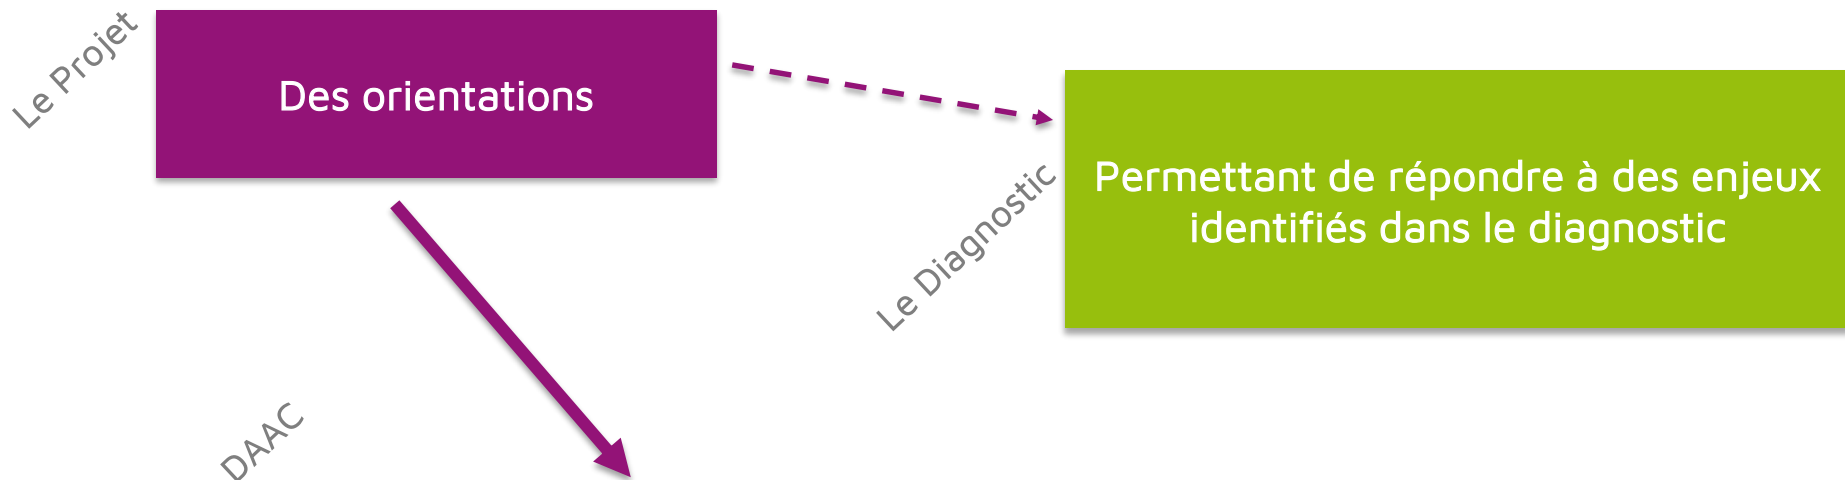 Le Projet
Des orientations
Le Diagnostic
Permettant de répondre à des enjeux
identifiés dans le diagnostic
DAAC